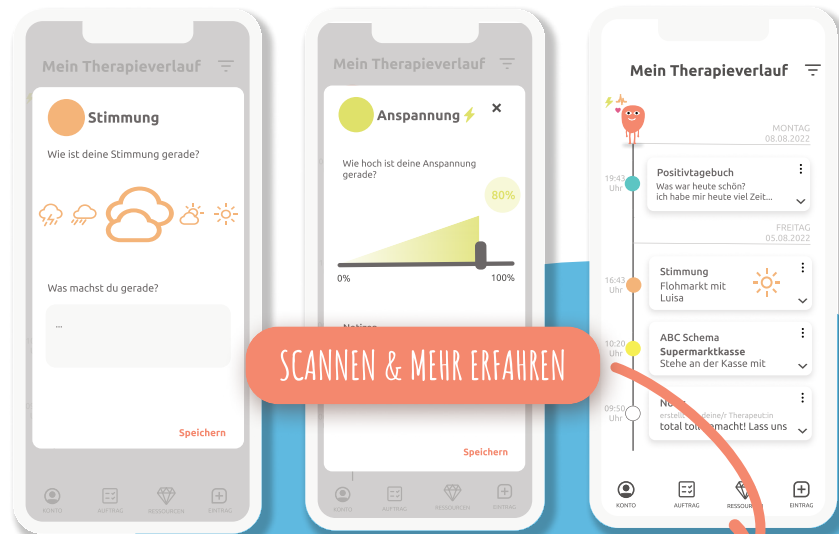 Mein Therapieverlauf
Stimmung
Wie ist deine Stimmung gerade?
Was machst du gerade?
...
Speichern
KONTO
AUFTRAG
RESSOURCEN
EINTRAG
Mein Therapieverlauf
Anspannung
Wie hoch ist deine Anspannung
gerade?
80%
0%
100%
Speichern
KONTO
AUFTRAG
RESSOURCEN
EINTRAG
SCANNEN & MEHR ERFAHREN
Mein Therapieverlauf
MONTAG
08.08.2022
19:43
Uhr
Positivtagebuch
Was war heute schön?
ich habe mir heute viel Zeit...
FREITAG
05.08.2022
16:43
Uhr
Stimmung
Flohmarkt mit
Luisa
10:20
Uhr
ABC Schema
Supermarktkasse
Stehe an der Kasse mit
09:50
Uhr
erstellt deine/r Therapeut:in
total toll Lass uns
KONTO
AUFTRAG
EINTRAG